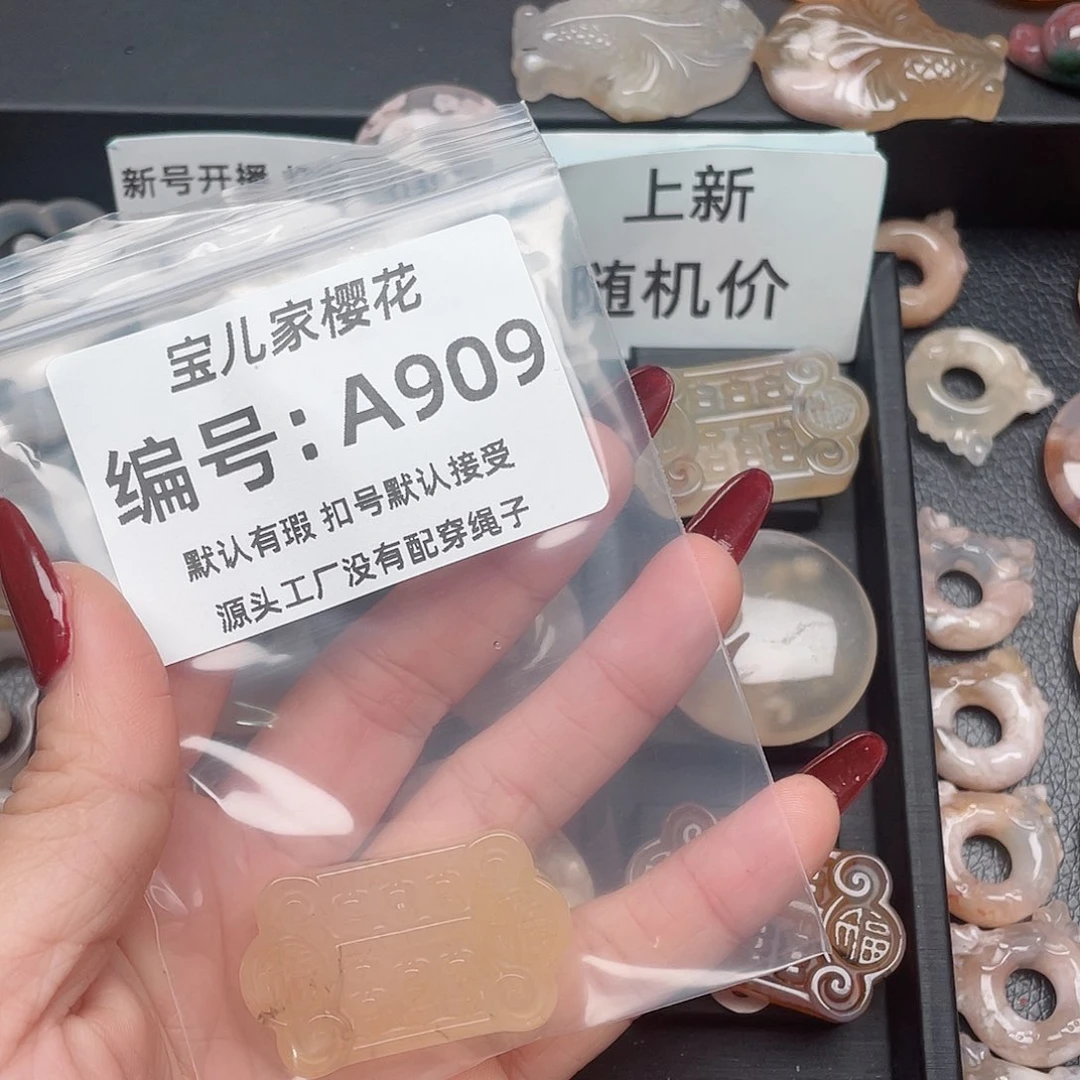 新号开播
上新
随机价
宝儿家樱花
编号：A909
默认有瑕 扣号默认接受
源头工厂没有配穿绳子
福